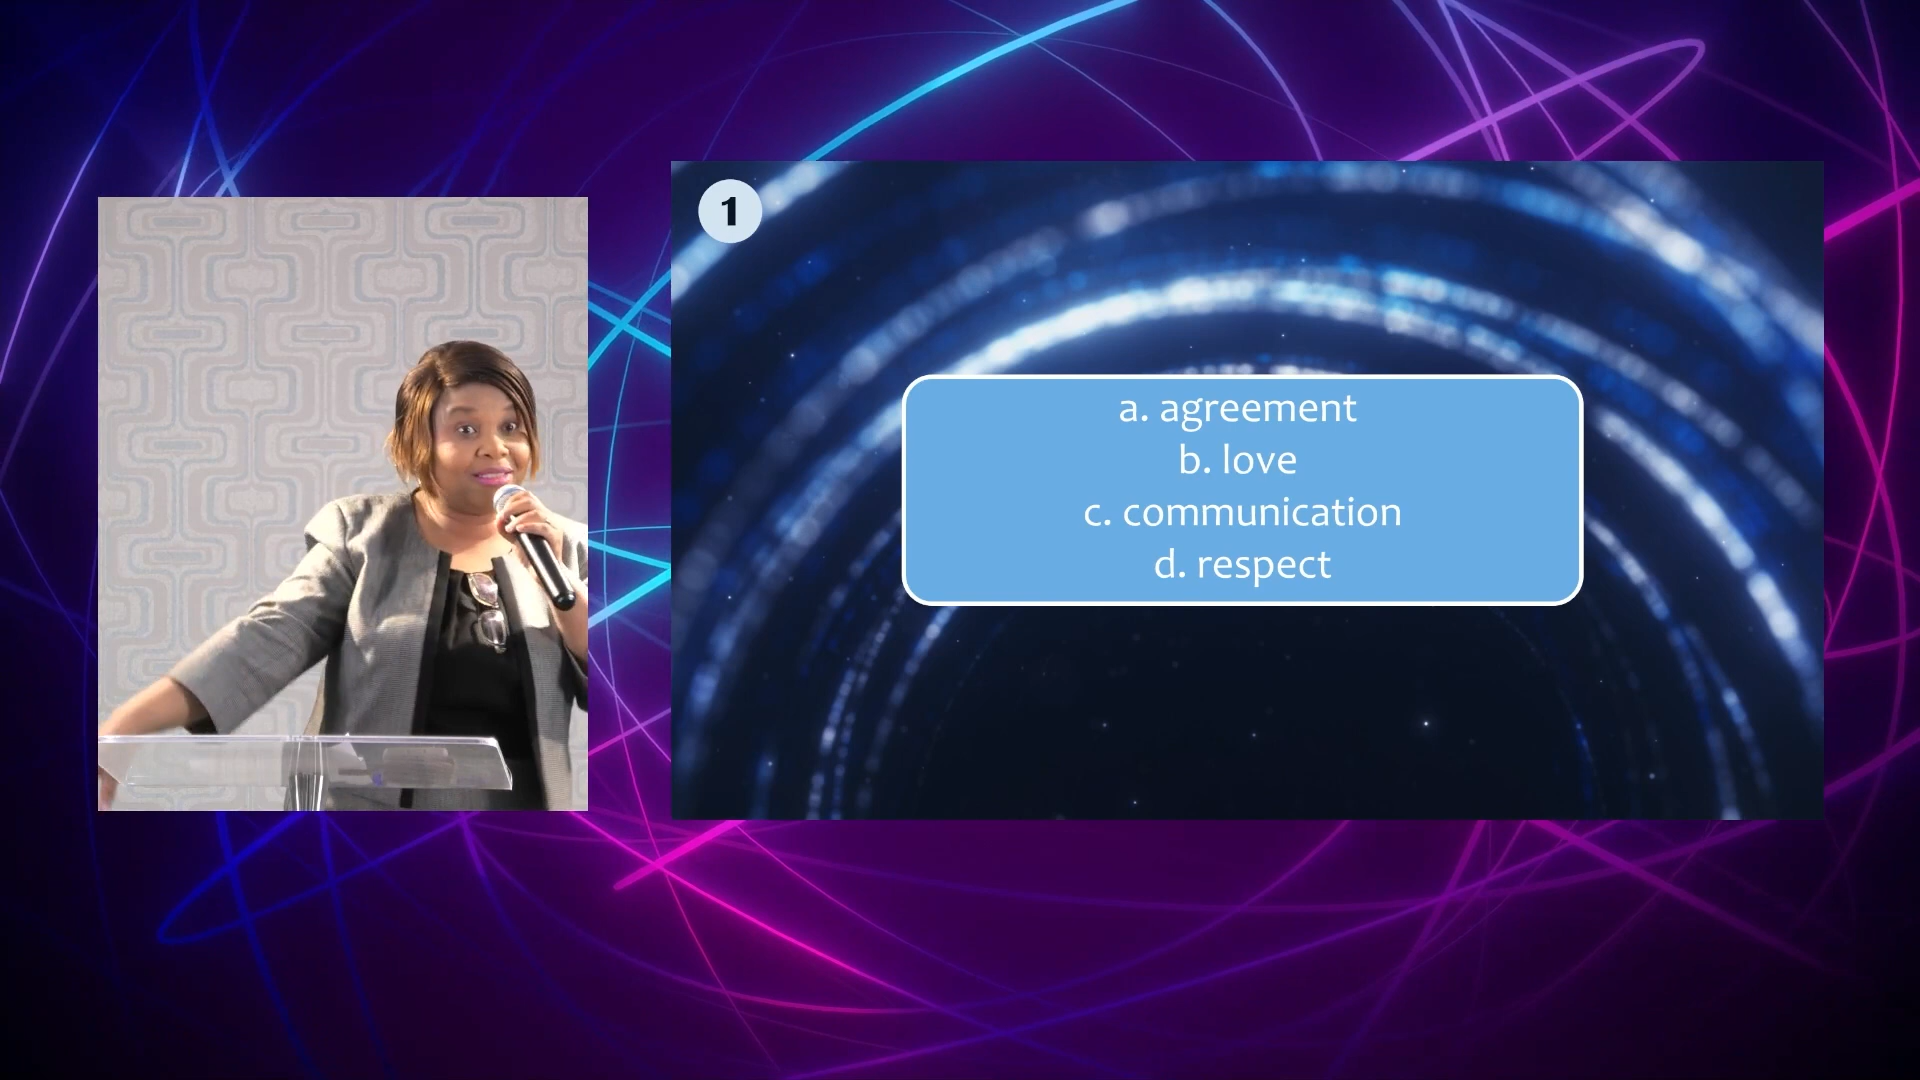 1
a. agreement
b. love
c. communication
d. respect